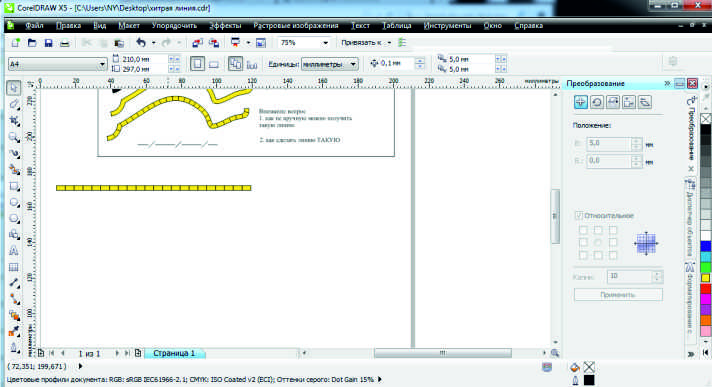 CorelDRAW X5 - [C:\Users\NY\Desktop\хитрая линия.cdr]
Файл Правка Вид Макет Упорядочить Эффекты Растровые изображения Текст Таблица Инструменты Окно Справка
75% Привязать к
A4 210,0 мм 297,0 мм Единицы: миллиметры 0,1 мм 5,0 мм 5,0 мм
0 20 40 60 80 100 120 140 160 180 200 220 240 260 миллиметры
Преобразование
Внимание вопрос
1. как не вручную можно получить
такую линию
2. как сделать линию ТАКУЮ
Положение:
5,0 мм
0,0 мм
Относительное
Копии: 10
Применить
Преобразование
Диспетчер объектов
Форматирование с...
миллиметры
1 из 1 Страница 1
( 72,351; 199,671)
Цветовые профили документа: RGB: sRGB IEC61966-2.1; CMYK: ISO Coated v2 (ECI); Оттенки серого: Dot Gain 15%